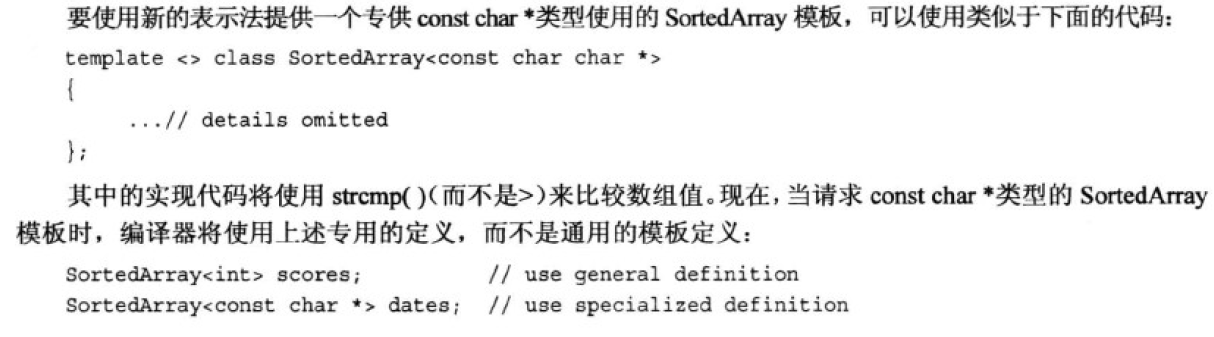 要使用新的表示法提供一个专供 const char *类型使用的 SortedArray 模板，可以使用类似于下面的代码：
template <> class SortedArray<const char char *>
{
...// details omitted
};
其中的实现代码将使用 strcmp( )（而不是>）来比较数组值。现在，当请求 const char *类型的 SortedArray
模板时，编译器将使用上述专用的定义，而不是通用的模板定义：
SortedArray<int> scores; // use general definition
SortedArray<const char *> dates; // use specialized definition